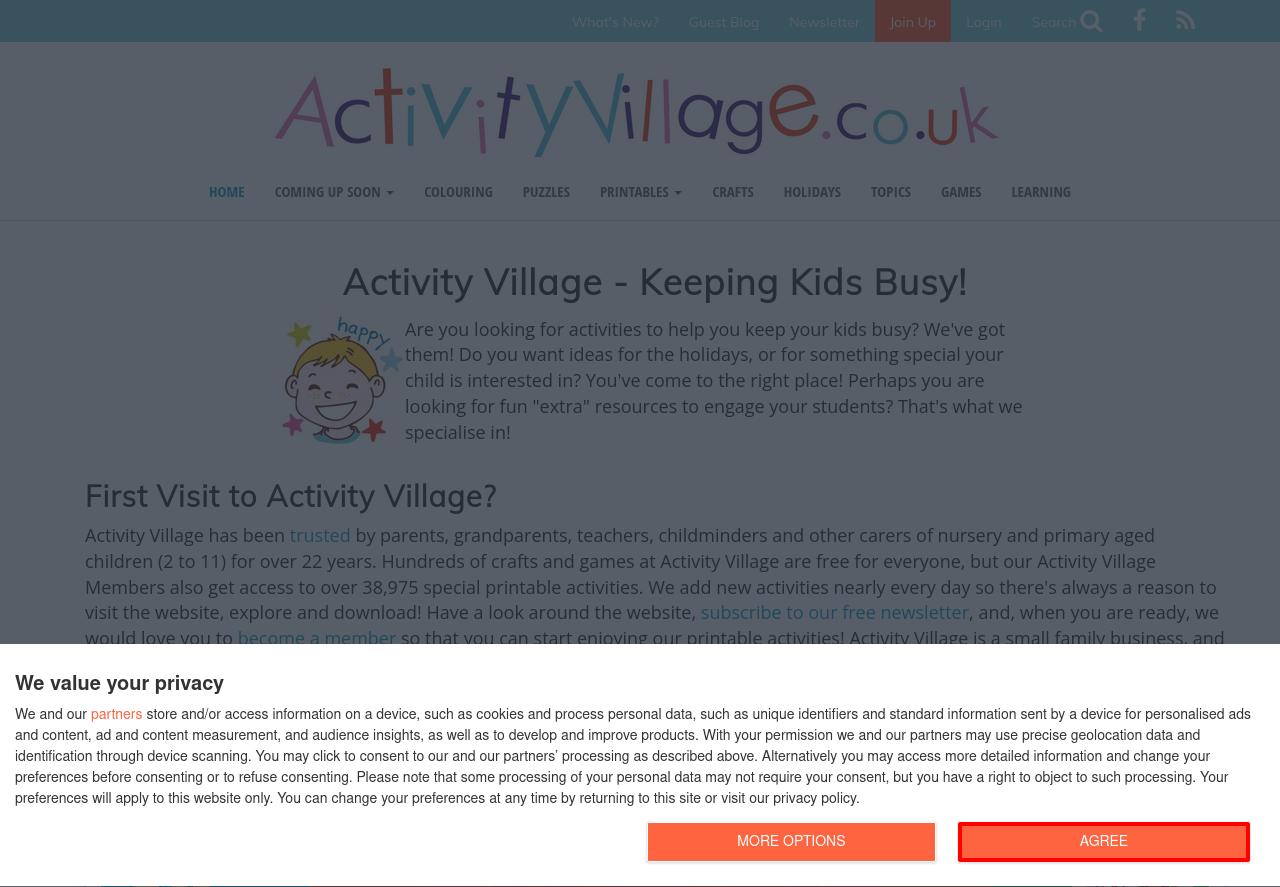 What's New?
Guest Blog
Newsletter
Join Up
Login
Search
ActivityVillage.co.uk
HOME
COMING UP SOON
COLOURING
PUZZLES
PRINTABLES
CRAFTS
HOLIDAYS
TOPICS
GAMES
LEARNING
Activity Village - Keeping Kids Busy!
happy
Are you looking for activities to help you keep your kids busy? We've got
them! Do you want ideas for the holidays, or for something special your
child is interested in? You've come to the right place! Perhaps you are
looking for fun "extra" resources to engage your students? That's what we
specialise in!
First Visit to Activity Village?
Activity Village has been trusted by parents, grandparents, teachers, childminders and other carers of nursery and primary aged
children (2 to 11) for over 22 years. Hundreds of crafts and games at Activity Village are free for everyone, but our Activity Village
Members also get access to over 38,975 special printable activities. We add new activities nearly every day so there's always a reason to
visit the website, explore and download! Have a look around the website, subscribe to our free newsletter, and, when you are ready, we
would love you to become a member so that you can start enjoying our printable activities! Activity Village is a small family business, and
We value your privacy
We and our partners store and/or access information on a device, such as cookies and process personal data, such as unique identifiers and standard information sent by a device for personalised ads
and content, ad and content measurement, and audience insights, as well as to develop and improve products. With your permission we and our partners may use precise geolocation data and
identification through device scanning. You may click to consent to our and our partners’ processing as described above. Alternatively you may access more detailed information and change your
preferences before consenting or to refuse consenting. Please note that some processing of your personal data may not require your consent, but you have a right to object to such processing. Your
preferences will apply to this website only. You can change your preferences at any time by returning to this site or visit our privacy policy.
MORE OPTIONS
AGREE